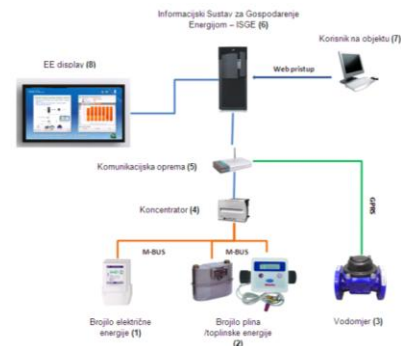 Informacijski Sustav za Gospodarenje
Energijom – ISGE (6)
Korisnik na objektu (7)
EE displav (8)
Web pristup
Komunikacijska oprema (5)
Koncentrator (4)
GPRS
M-BUS
M-BUS
Brojilo električne
energije (1)
Brojilo plina
/toplinske energije
(2)
Vodomjer (3)